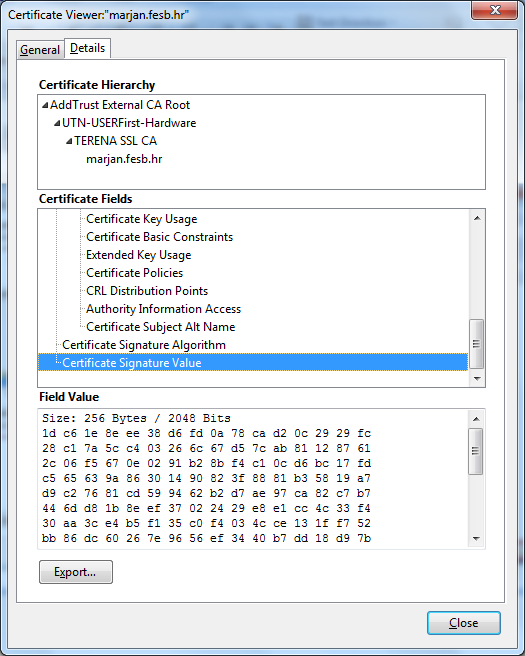 Certificate Viewer:"marjan.fesb.hr"
General
Details
Certificate Hierarchy
AddTrust External CA Root
UTN-USERFirst-Hardware
TERENA SSL CA
marjan.fesb.hr
Certificate Fields
Certificate Key Usage
Certificate Basic Constraints
Extended Key Usage
Certificate Policies
CRL Distribution Points
Authority Information Access
Certificate Subject Alt Name
Certificate Signature Algorithm
Certificate Signature Value
Field Value
Size: 256 Bytes / 2048 Bits
1d c6 1e 8e ee 38 d6 fd 0a 78 ca d2 0c 29 29 fc
28 c1 7a 5c c4 03 26 6c 67 d5 7c ab 81 12 87 61
2c 06 f5 67 0e 02 91 b2 8b f4 c1 0c d6 bc 17 fd
c5 65 63 9a 86 30 14 90 82 3f 88 81 b3 58 19 a7
d9 c2 76 81 cd 59 94 62 b2 d7 ae 97 ca 82 c7 b7
44 6d d8 1b 8e ef 37 02 24 29 e8 e1 cc 4c 33 f4
30 aa 3c e4 b5 f1 35 c0 f4 03 4c ce 13 1f f7 52
bb 86 dc 60 26 7e 96 56 ef 34 40 b7 dd 18 d9 7b
Export...
Close